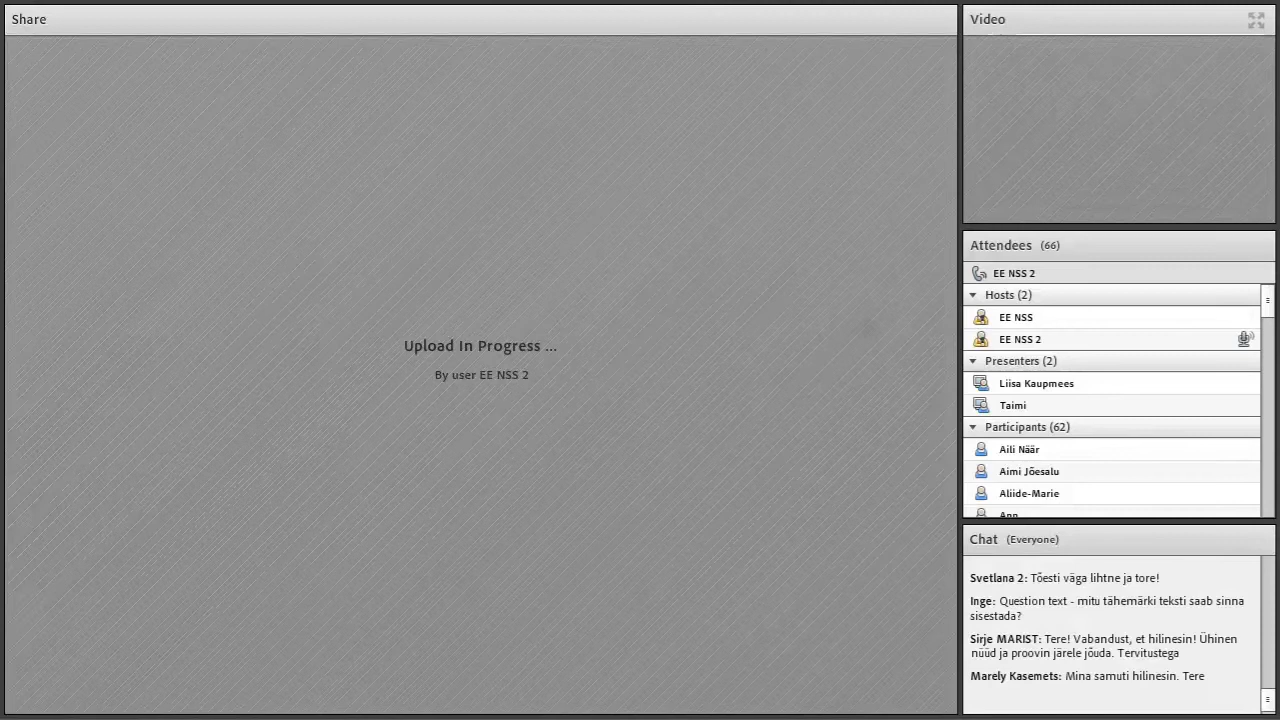 Share
Upload In Progress ...
By user EE NSS 2
Video
Attendees (66)
EE NSS 2
Hosts (2)
EE NSS
EE NSS 2
Presenters (2)
Liisa Kaupmees
Taimi
Participants (62)
Aili Näär
Aimi Jõesalu
Aliide-Marie
Ann
Chat (Everyone)
Svetlana 2: Tõesti väga lihtne ja tore!
Inge: Question text - mitu tähemärki teksti saab sinna
sisestada?
Sirje MARIST: Tere! Vabandust, et hilinesin! Ühinen
nüüd ja proovin järele jõuda. Tervitustega
Marely Kasemets: Mina samuti hilinesin. Tere